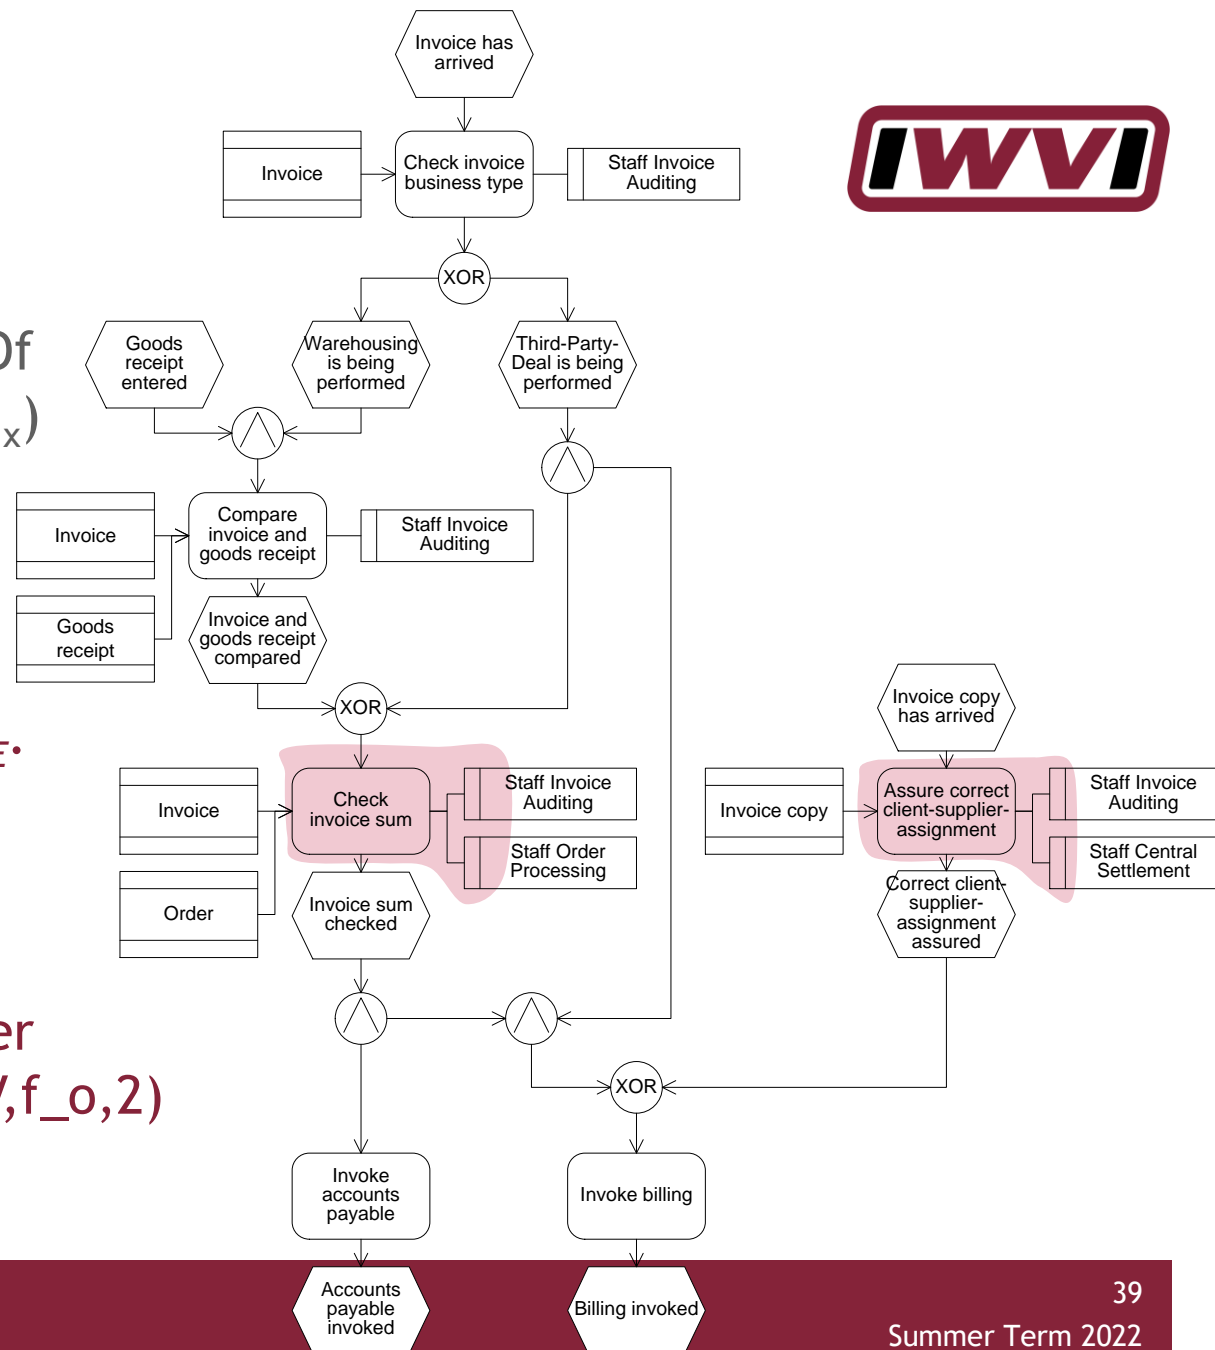 Invoice has
arrived
IWVI
Invoice
Check invoice
business type
Staff Invoice
Auditing
XOR
Of
x)
Goods
receipt
entered
Warehousing
is being
performed
Third-Party-
Deal is being
performed
Invoice
Compare
invoice and
goods receipt
Staff Invoice
Auditing
Goods
receipt
Invoice and
goods receipt
compared
XOR
Invoice copy
has arrived
E•
Invoice
Check
invoice sum
Staff Invoice
Auditing
Staff Order
Processing
Invoice copy
Assure correct
client-supplier-
assignment
Staff Invoice
Auditing
Staff Central
Settlement
Order
Invoice sum
checked
Correct client-
supplier-
assignment
assured
er
,f_o,2)
XOR
Invoke
accounts
payable
Invoke billing
Accounts
payable
invoked
Billing invoked
39
Summer Term 2022